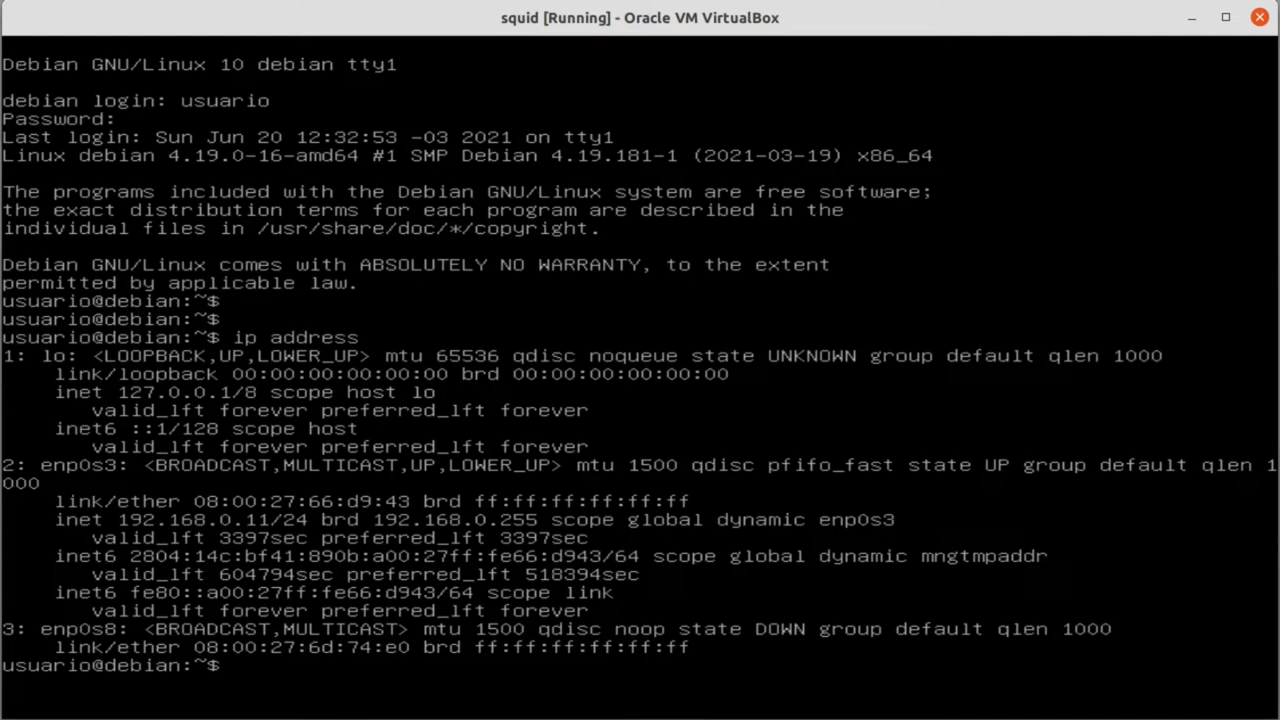 squid [Running] - Oracle VM VirtualBox
Debian GNU/Linux 10 debian tty1
debian login: usuario
Password:
Last login: Sun Jun 20 12:32:53 -03 2021 on tty1
Linux debian 4.19.0-16-amd64 #1 SMP Debian 4.19.181-1 (2021-03-19) x86_64
The programs included with the Debian GNU/Linux system are free software;
the exact distribution terms for each program are described in the
individual files in /usr/share/doc/*/copyright.
Debian GNU/Linux comes with ABSOLUTELY NO WARRANTY, to the extent
permitted by applicable law.
usuario@debian:~$
usuario@debian:~$
usuario@debian:~$ ip address
1: lo: <LOOPBACK,UP,LOWER_UP> mtu 65536 qdisc noqueue state UNKNOWN group default qlen 1000
link/loopback 00:00:00:00:00:00 brd 00:00:00:00:00:00
inet 127.0.0.1/8 scope host lo
valid_lft forever preferred_lft forever
inet6 ::1/128 scope host
valid_lft forever preferred_lft forever
2: enp0s3: <BROADCAST,MULTICAST,UP,LOWER_UP> mtu 1500 qdisc pfifo_fast state UP group default qlen 1
000
link/ether 08:00:27:66:d9:43 brd ff:ff:ff:ff:ff:ff
inet 192.168.0.11/24 brd 192.168.0.255 scope global dynamic enp0s3
valid_lft 3397sec preferred_lft 3397sec
inet6 2804:14c:bf41:890b:a00:27ff:fe66:d943/64 scope global dynamic mngtmpaddr
valid_lft 604794sec preferred_lft 518394sec
inet6 fe80::a00:27ff:fe66:d943/64 scope link
valid_lft forever preferred_lft forever
3: enp0s8: <BROADCAST,MULTICAST> mtu 1500 qdisc noop state DOWN group default qlen 1000
link/ether 08:00:27:6d:74:e0 brd ff:ff:ff:ff:ff:ff
usuario@debian:~$